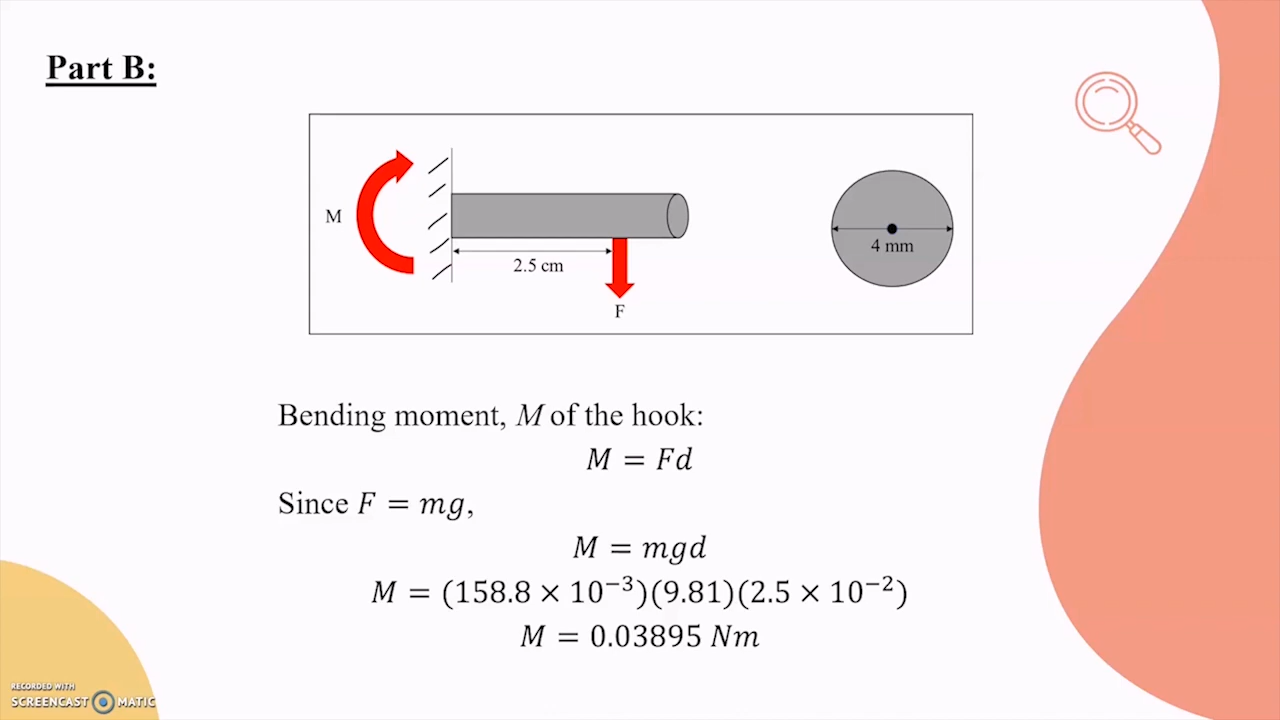 Part B:
M
2.5 cm
F
4 mm
Bending moment, M of the hook:
M = Fd
Since F = mg,
M = mgd
M = (158.8 × 10⁻³)(9.81)(2.5 × 10⁻²)
M = 0.03895 Nm
RECORDED WITH
SCREENCAST MATIC